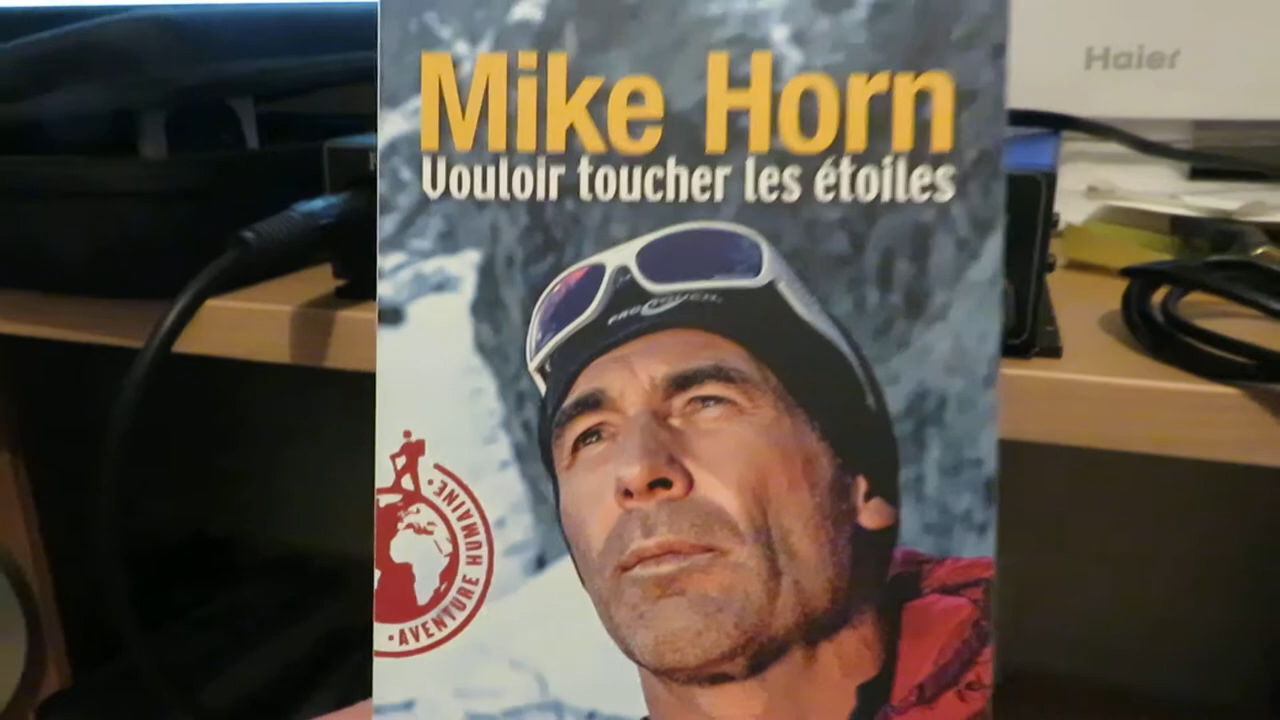 Haier
Mike Horn
Vouloir toucher les étoiles
• AVENTURE HUMAINE •